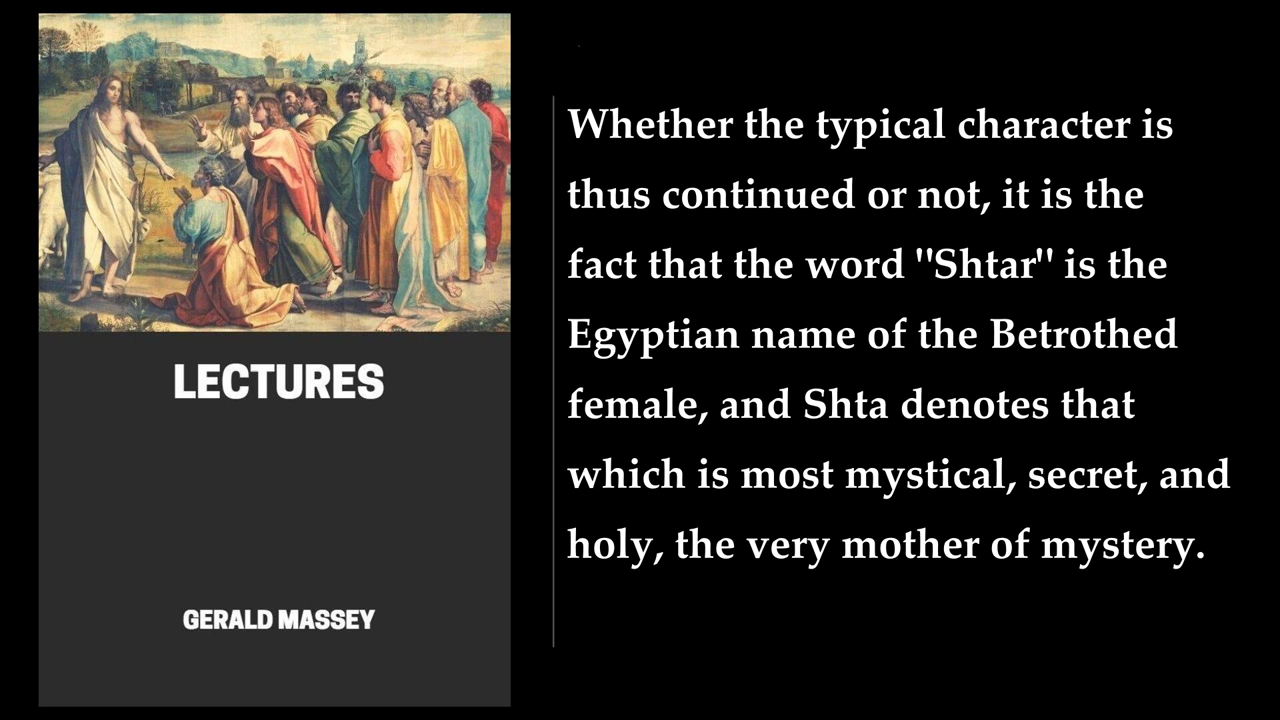 LECTURES
GERALD MASSEY
Whether the typical character is
thus continued or not, it is the
fact that the word "Shtar" is the
Egyptian name of the Betrothed
female, and Shta denotes that
which is most mystical, secret, and
holy, the very mother of mystery.